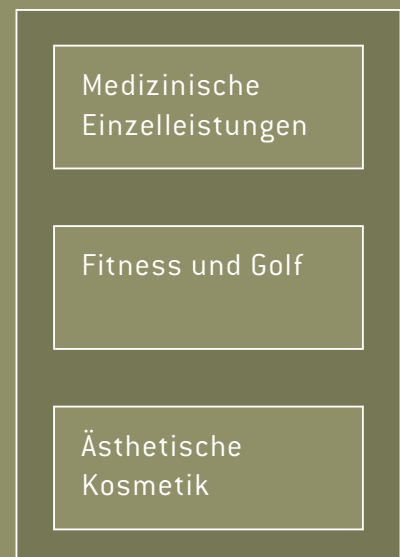 Medizinische
Einzelleistungen
Fitness und Golf
Ästhetische
Kosmetik